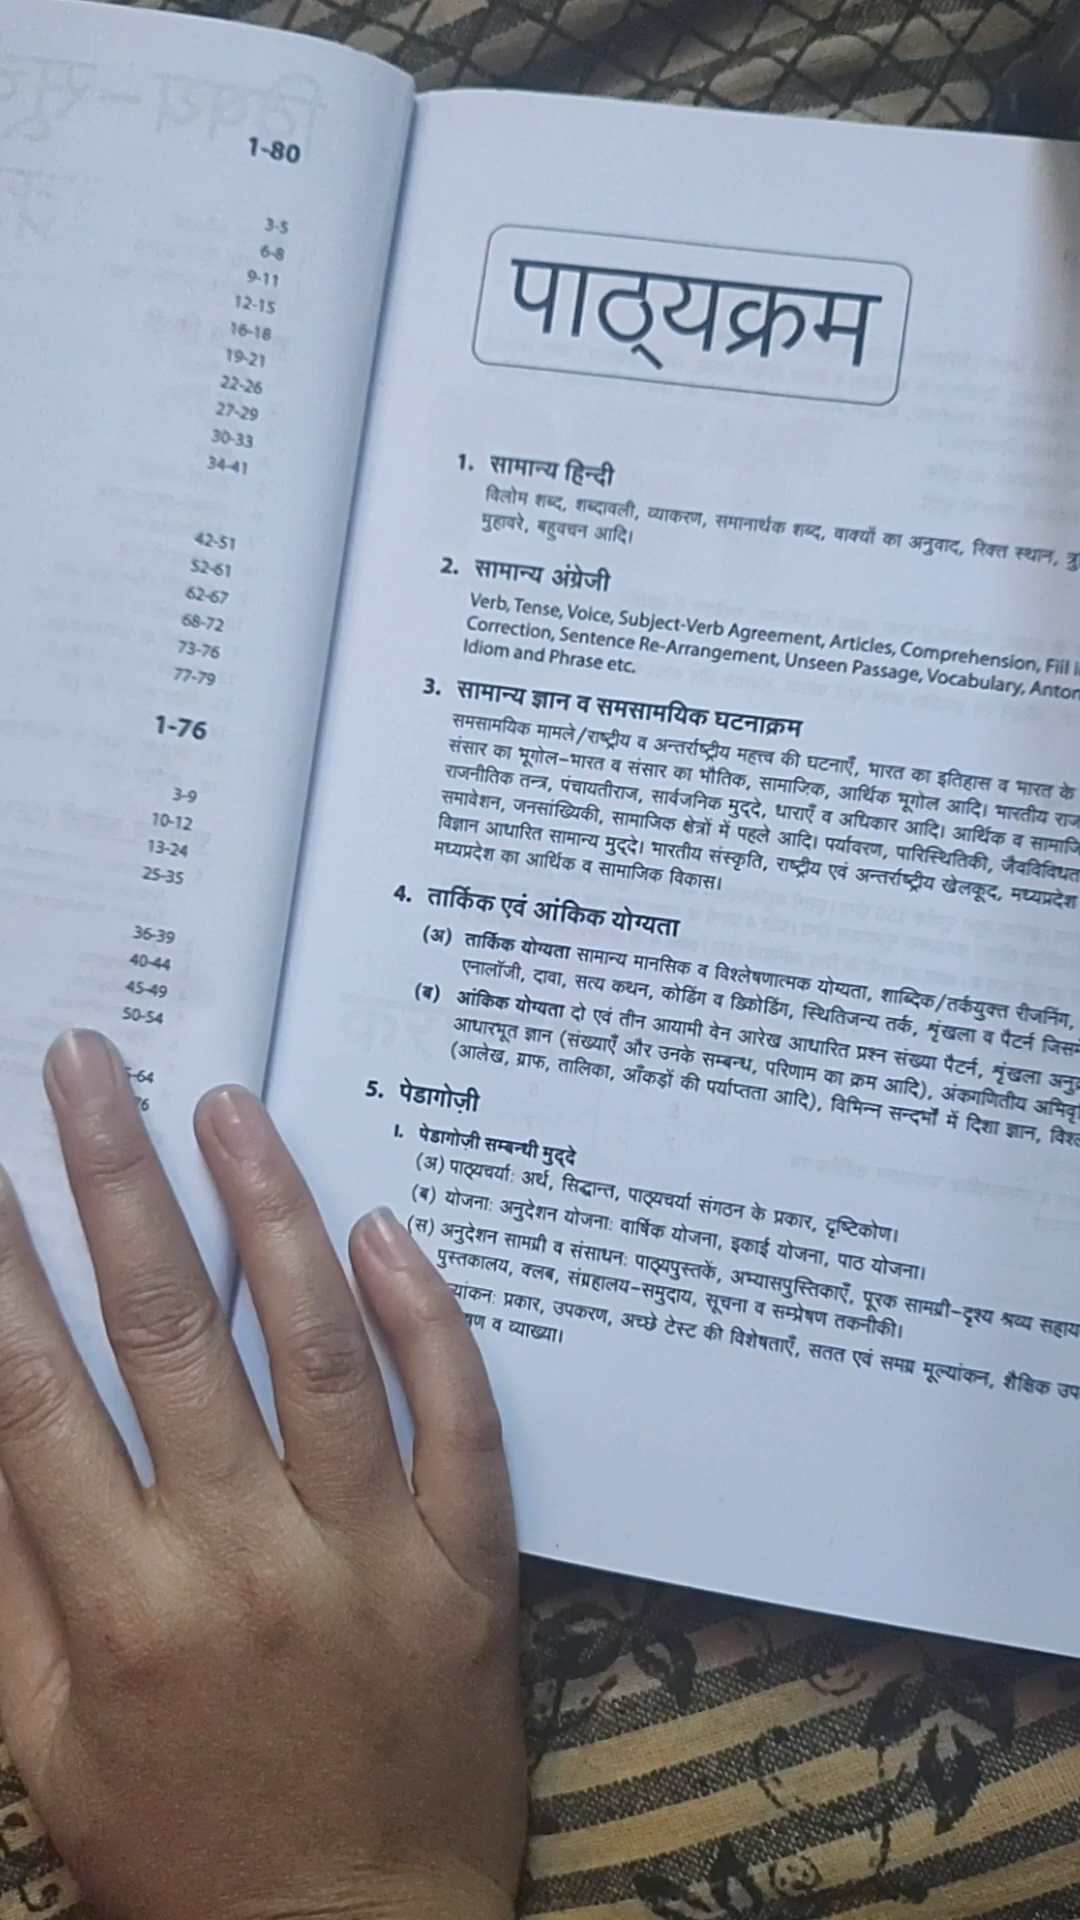 1-80
3-5
6-8
9-11
12-15
16-18
19-21
22-26
27-29
30-33
34-41
42-51
52-61
62-67
68-72
73-76
77-79
1-76
3-9
10-12
13-24
25-35
36-39
40-44
45-49
50-54
-64
पाठ्यक्रम
1. सामान्य हिन्दी
विलोम शब्द, शब्दावली, व्याकरण, समानार्थक शब्द, वाक्यों का अनुवाद, रिक्त स्थान,
मुहावरे, बहुवचन आदि।
2. सामान्य अंग्रेजी
Verb, Tense, Voice, Subject-Verb Agreement, Articles, Comprehension, Fill
Correction, Sentence Re-Arrangement, Unseen Passage, Vocabulary,
Idiom and Phrase etc.
3. सामान्य ज्ञान व समसामयिक घटनाक्रम
समसामयिक मामले/राष्ट्रीय व अन्तर्राष्ट्रीय महत्त्व की घटनाएँ, भारत का इतिहास व भारत के
संसार का भूगोल-भारत व संसार का भौतिक, सामाजिक, आर्थिक भूगोल आदि। भारतीय
राजनीतिक तन्त्र, पंचायतीराज, सार्वजनिक मुद्दे, धाराएँ व अधिकार आदि। आर्थिक व
समावेशन, जनसांख्यिकी, सामाजिक क्षेत्रों में पहले आदि। पर्यावरण, पारिस्थितिकी,
विज्ञान आधारित सामान्य मुद्दे। भारतीय संस्कृति, राष्ट्रीय एवं अन्तर्राष्ट्रीय खेलकूद, मध्यप्रदेश
मध्यप्रदेश का आर्थिक व सामाजिक विकास।
4. तार्किक एवं आंकिक योग्यता
(अ) तार्किक योग्यता सामान्य मानसिक व विश्लेषणात्मक योग्यता, शाब्दिक/तर्कयुक्त रीजनिंग,
एनालॉजी, दावा, सत्य कथन, कोडिंग व डिकोडिंग, स्थितिजन्य तर्क, शृंखला व पैटर्न
(ब) आंकिक योग्यता दो एवं तीन आयामी वेन आरेख आधारित प्रश्न संख्या पैटर्न, शृंखला
आधारभूत ज्ञान (संख्याएँ और उनके सम्बन्ध, परिणाम का क्रम आदि), अंकगणितीय
(आलेख, ग्राफ, तालिका, आँकड़ों की पर्याप्तता आदि), विभिन्न सन्दर्भों में दिशा ज्ञान,
5. पेडागोज़ी
I. पेडागोज़ी सम्बन्धी मुद्दे
(अ) पाठ्यचर्या: अर्थ, सिद्धान्त, पाठ्यचर्या संगठन के प्रकार, दृष्टिकोण।
(ब) योजना: अनुदेशन योजना: वार्षिक योजना, इकाई योजना, पाठ योजना।
(स) अनुदेशन सामग्री व संसाधन: पाठ्यपुस्तकें, अभ्यासपुस्तिकाएँ, पूरक सामग्री-दृश्य श्रव्य
पुस्तकालय, क्लब, संग्रहालय-समुदाय, सूचना व सम्प्रेषण तकनीकी।
प्रकार, उपकरण, अच्छे टेस्ट की विशेषताएँ, सतत एवं समग्र मूल्यांकन, शैक्षिक
व व्याख्या।